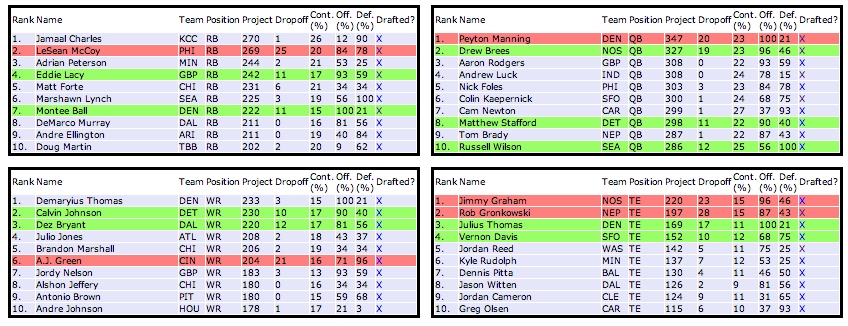 Rank Name Team Position Project Dropoff Cont. (%) Off. (%) Def. (%) Drafted?
1. Jamaal Charles KCC RB 270 1 26 12 90 X
2. LeSean McCoy PHI RB 269 25 20 84 78 X
3. Adrian Peterson MIN RB 244 2 21 53 25 X
4. Eddie Lacy GBP RB 242 11 17 93 59 X
5. Matt Forte CHI RB 231 6 21 34 34 X
6. Marshawn Lynch SEA RB 225 3 19 56 100 X
7. Montee Ball DEN RB 222 11 15 100 21 X
8. DeMarco Murray DAL RB 211 0 16 81 56 X
9. Andre Ellington ARI RB 211 0 19 40 84 X
10. Doug Martin TBB RB 202 2 20 9 62 X
Rank Name Team Position Project Dropoff Cont. (%) Off. (%) Def. (%) Drafted?
1. Peyton Manning DEN QB 347 20 23 100 21 X
2. Drew Brees NOS QB 327 19 23 96 46 X
3. Aaron Rodgers GBP QB 308 0 22 93 59 X
4. Andrew Luck IND QB 308 0 24 78 15 X
5. Nick Foles PHI QB 303 3 23 84 78 X
6. Colin Kaepernick SFO QB 300 1 24 68 75 X
7. Cam Newton CAR QB 299 1 27 37 93 X
8. Matthew Stafford DET QB 298 11 22 90 40 X
9. Tom Brady NEP QB 287 1 22 87 43 X
10. Russell Wilson SEA QB 286 12 25 56 100 X
Rank Name Team Position Project Dropoff Cont. (%) Off. (%) Def. (%) Drafted?
1. Demaryius Thomas DEN WR 233 3 15 100 21 X
2. Calvin Johnson DET WR 230 10 17 90 40 X
3. Dez Bryant DAL WR 220 12 17 81 56 X
4. Julio Jones ATL WR 208 2 18 43 37 X
5. Brandon Marshall CHI WR 206 2 19 34 34 X
6. A.J. Green CIN WR 204 21 16 71 96 X
7. Jordy Nelson GBP WR 183 3 13 93 59 X
8. Alshon Jeffery CHI WR 180 0 16 34 34 X
9. Antonio Brown PIT WR 180 0 15 59 68 X
10. Andre Johnson HOU WR 178 1 17 21 3 X
Rank Name Team Position Project Dropoff Cont. (%) Off. (%) Def. (%) Drafted?
1. Jimmy Graham NOS TE 220 23 15 96 46 X
2. Rob Gronkowski NEP TE 197 28 15 87 43 X
3. Julius Thomas DEN TE 169 17 11 100 21 X
4. Vernon Davis SFO TE 152 10 12 68 75 X
5. Jordan Reed WAS TE 142 5 11 75 25 X
6. Kyle Rudolph MIN TE 137 7 12 53 25 X
7. Dennis Pitta BAL TE 130 4 11 46 50 X
8. Jason Witten DAL TE 126 2 9 81 56 X
9. Jordan Cameron CLE TE 124 9 11 31 65 X
10. Greg Olsen CAR TE 115 6 10 37 93 X